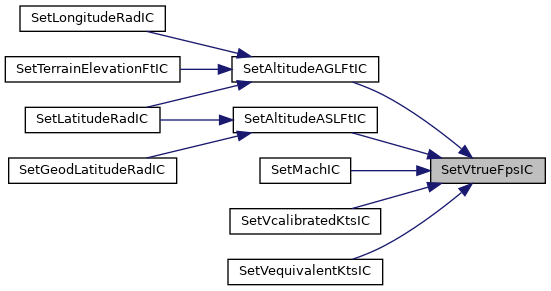 SetLongitudeRadIC
SetTerrainElevationFtIC
SetAltitudeAGLFtIC
SetLatitudeRadIC
SetAltitudeASLFtIC
SetGeodLatitudeRadIC
SetMachIC
SetVtrueFpsIC
SetVcalibratedKtsIC
SetVequivalentKtsIC